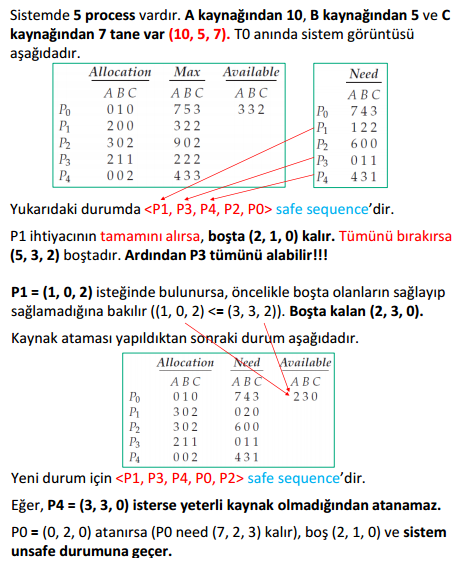 Sistemde 5 process vardır. A kaynağından 10, B kaynağından 5 ve C
kaynağından 7 tane var (10, 5, 7). T0 anında sistem görüntüsü
aşağıdadır.
Allocation Max Available Need
A B C A B C A B C A B C
P0 0 1 0 7 5 3 3 3 2 P0 7 4 3
P1 2 0 0 3 2 2 P1 1 2 2
P2 3 0 2 9 0 2 P2 6 0 0
P3 2 1 1 2 2 2 P3 0 1 1
P4 0 0 2 4 3 3 P4 4 3 1
Yukarıdaki durumda <P1, P3, P4, P2, P0> safe sequence'dir.
P1 ihtiyacının tamamını alırsa, boşta (2, 1, 0) kalır. Tümünü bırakırsa
(5, 3, 2) boştadır. Ardından P3 tümünü alabilir!!!
P1 = (1, 0, 2) isteğinde bulunursa, öncelikle boşta olanların sağlayıp
sağlamadığına bakılır ((1, 0, 2) <= (3, 3, 2)). Boşta kalan (2, 3, 0).
Kaynak ataması yapıldıktan sonraki durum aşağıdadır.
Allocation Need Available
A B C A B C A B C
P0 0 1 0 7 4 3 2 3 0
P1 3 0 2 0 2 0
P2 3 0 2 6 0 0
P3 2 1 1 0 1 1
P4 0 0 2 4 3 1
Yeni durum için <P1, P3, P4, P0, P2> safe sequence'dir.
Eğer, P4 = (3, 3, 0) isterse yeterli kaynak olmadığından atanamaz.
P0 = (0, 2, 0) atanırsa (P0 need (7, 2, 3) kalır), boş (2, 1, 0) ve sistem
unsafe durumuna geçer.